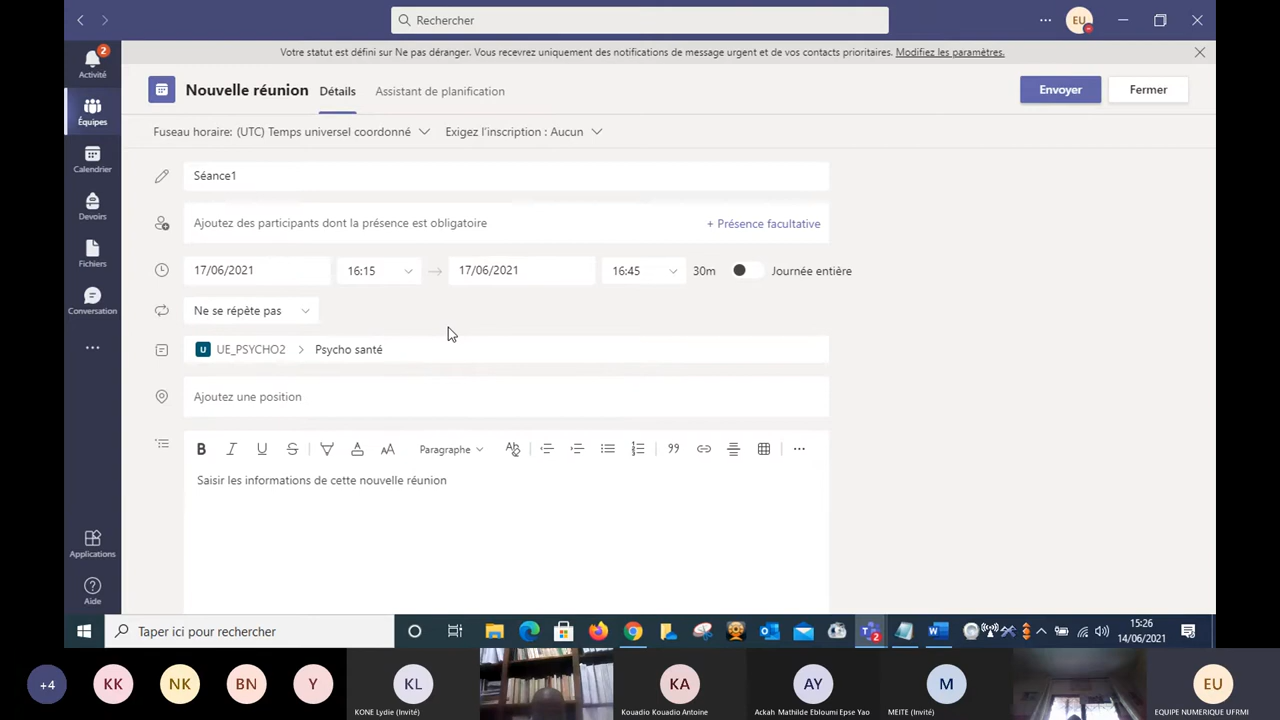 Rechercher
EU
Votre statut est défini sur Ne pas déranger. Vous recevrez uniquement des notifications de message urgent et de vos contacts prioritaires. Modifiez les paramètres.
2
Activité
Équipes
Calendrier
Devoirs
Fichiers
Conversation
Applications
Aide
Nouvelle réunion Détails Assistant de planification Envoyer Fermer
Fuseau horaire: (UTC) Temps universel coordonné Exigez l'inscription : Aucun
Séance1
Ajoutez des participants dont la présence est obligatoire + Présence facultative
17/06/2021 16:15 → 17/06/2021 16:45 30m Journée entière
Ne se répète pas
U UE_PSYCHO2 > Psycho santé
Ajoutez une position
B I U S AA Paragraphe
Saisir les informations de cette nouvelle réunion
Taper ici pour rechercher
15:26
14/06/2021
+4 KK NK BN Y KL KA AY M EU
KONE Lydie (Invité) Kouadio Kouadio Antoine Ackah Mathilde Ebloumi Epse Yao MEITE (Invité) EQUIPE NUMERIQUE UFRMI